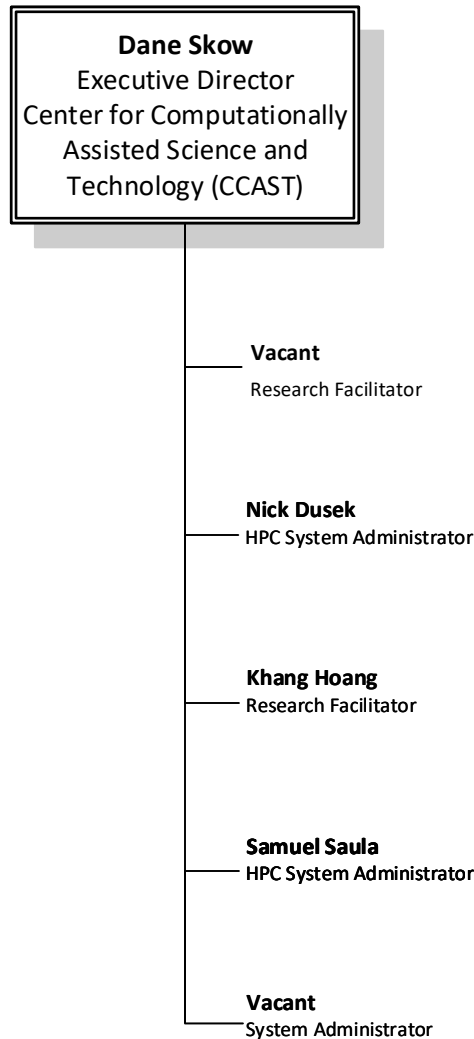 Dane Skow
Executive Director
Center for Computationally
Assisted Science and
Technology (CCAST)
Vacant
Research Facilitator
Nick Dusek
HPC System Administrator
Khang Hoang
Research Facilitator
Samuel Saula
HPC System Administrator
Vacant
System Administrator